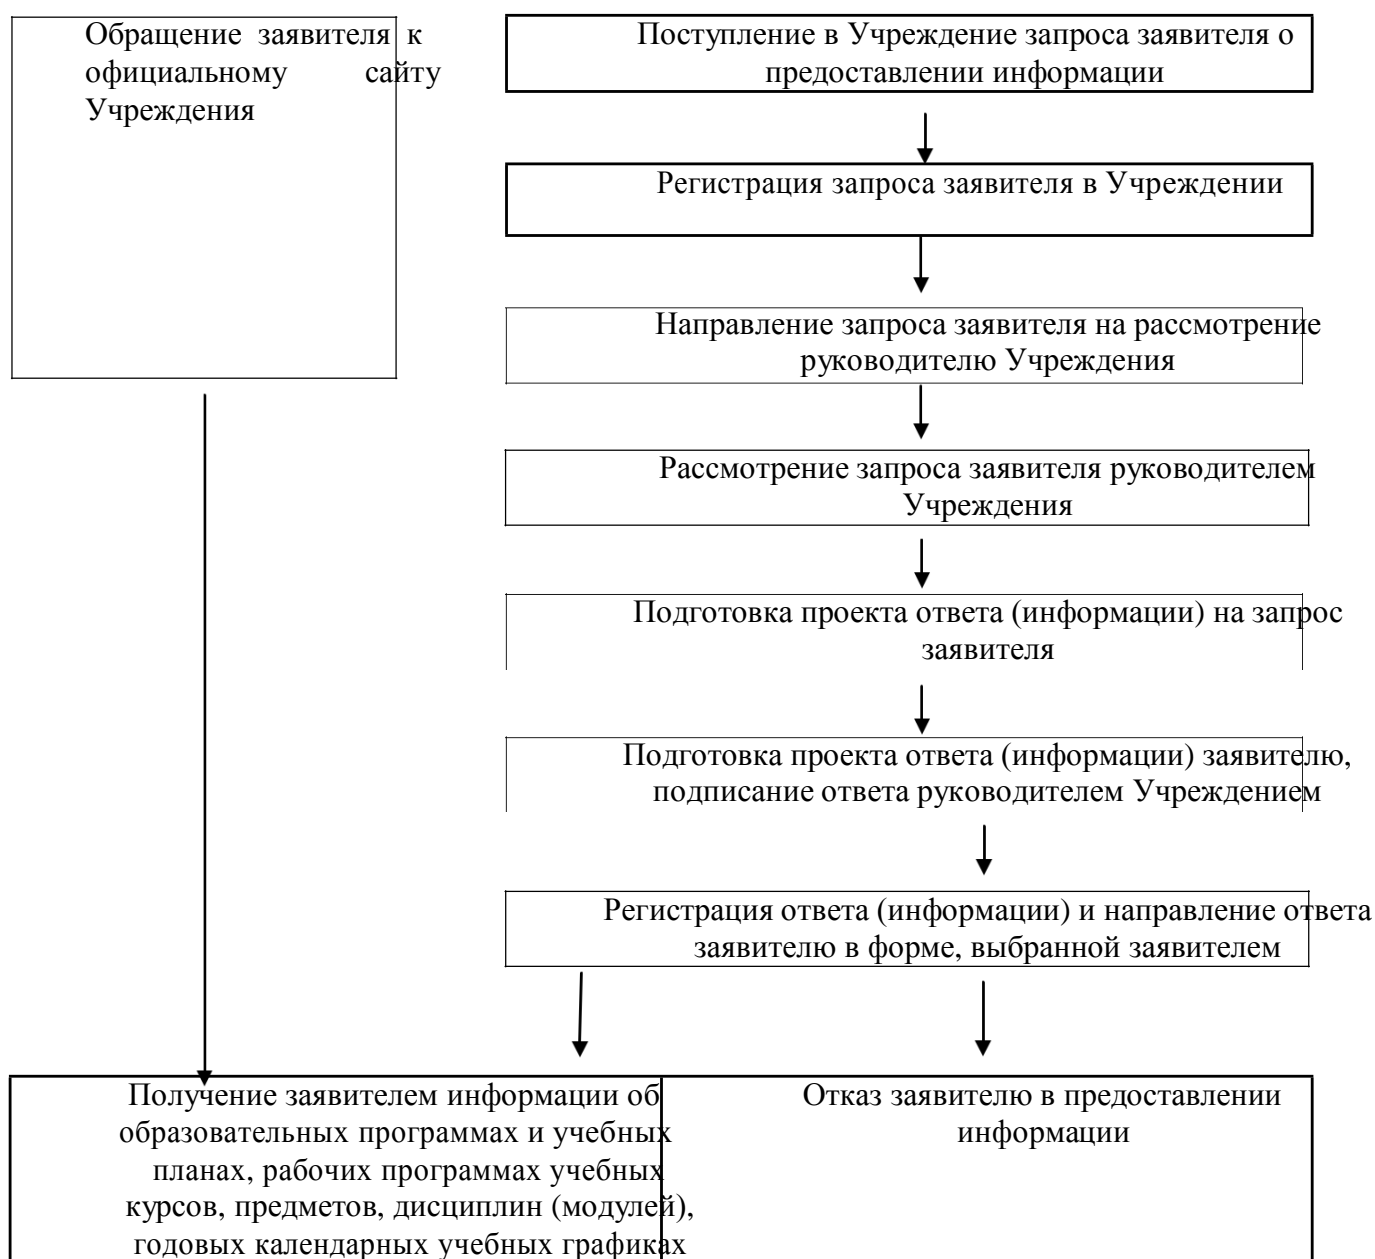 Обращение заявителя к
официальному сайту
Учреждения
Поступление в Учреждение запроса заявителя о
предоставлении информации
Регистрация запроса заявителя в Учреждении
Направление запроса заявителя на рассмотрение
руководителю Учреждения
Рассмотрение запроса заявителя руководителем
Учреждения
Подготовка проекта ответа (информации) на запрос
заявителя
Подготовка проекта ответа (информации) заявителю,
подписание ответа руководителем Учреждением
Регистрация ответа (информации) и направление ответа
заявителю в форме, выбранной заявителем
Получение заявителем информации об
образовательных программах и учебных
планах, рабочих программах учебных
курсов, предметов, дисциплин (модулей),
годовых календарных учебных графиках
Отказ заявителю в предоставлении
информации